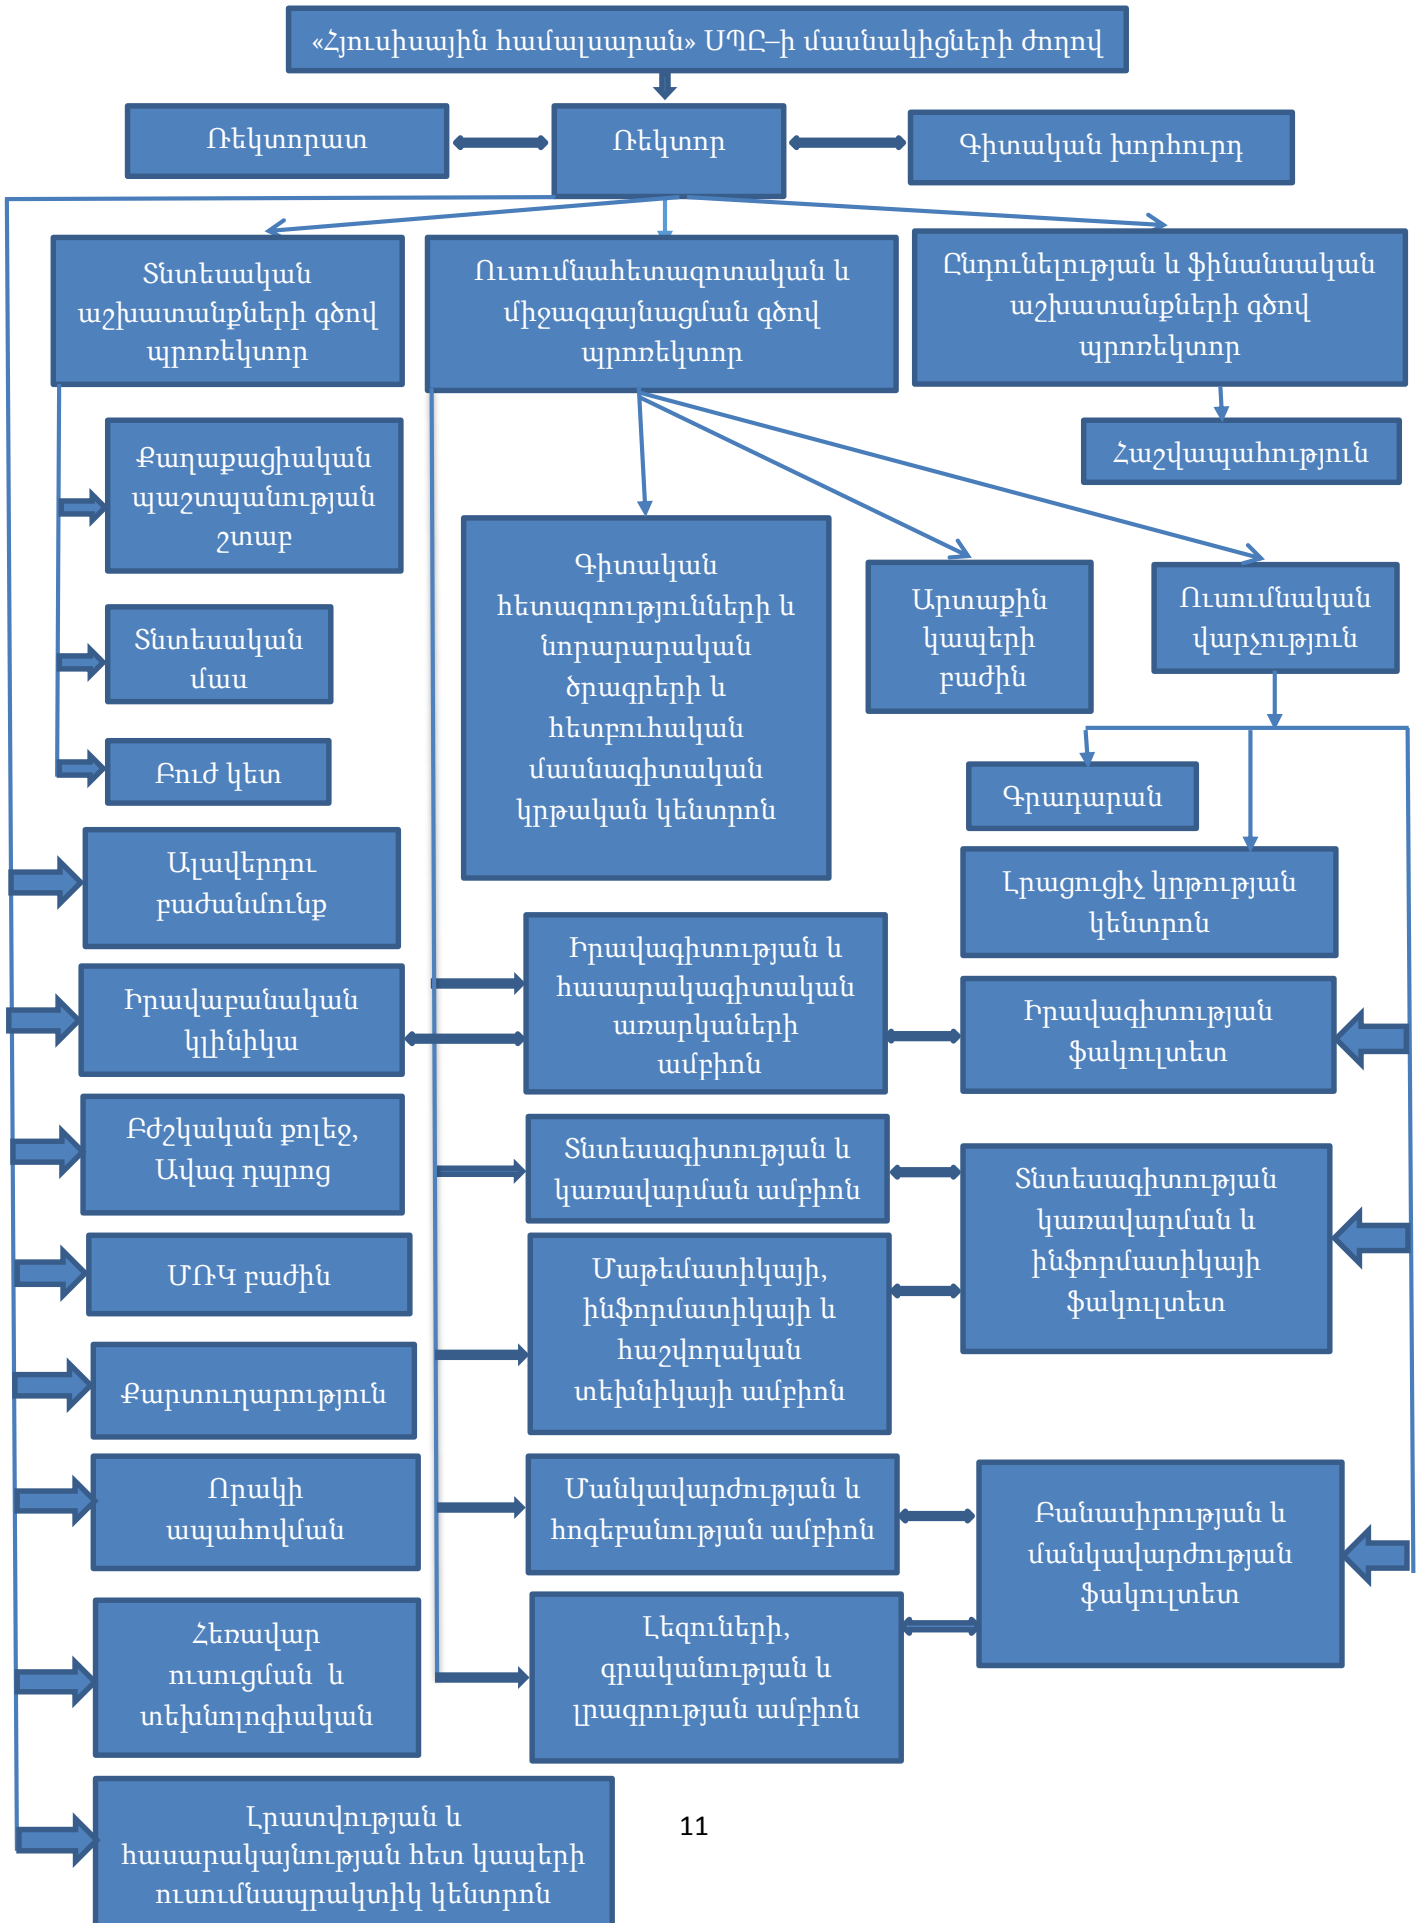 «Հյուսիսային համալսարան» ՍՊԸ–ի մասնակիցների ժողով
Ռեկտորատ
Ռեկտոր
Գիտական խորհուրդ
Տնտեսական
աշխատանքների գծով
պրոռեկտոր
Ուսումնահետազոտական և
միջազգայնացման գծով
պրոռեկտոր
Ընդունելության և ֆինանսական
աշխատանքների գծով
պրոռեկտոր
Քաղաքացիական
պաշտպանության
շտաբ
Հաշվապահություն
Գիտական
հետազոությունների և
նորարարական
ծրագրերի և
հետբուհական
մասնագիտական
կրթական կենտրոն
Արտաքին
կապերի
բաժին
Ուսումնական
վարչություն
Տնտեսական
մաս
Բուժ կետ
Գրադարան
Ալավերդու
բաժանմունք
Լրացուցիչ կրթության
կենտրոն
Իրավաբանական
կլինիկա
Իրավագիտության և
հասարակագիտական
առարկաների
ամբիոն
Իրավագիտության
ֆակուլտետ
Բժշկական քոլեջ,
Ավագ դպրոց
Տնտեսագիտության և
կառավարման ամբիոն
Տնտեսագիտության
կառավարման և
ինֆորմատիկայի
ֆակուլտետ
ՄՌԿ բաժին
Մաթեմատիկայի,
ինֆորմատիկայի և
հաշվողական
տեխնիկայի ամբիոն
Քարտուղարություն
Որակի
ապահովման
Մանկավարժության և
հոգեբանության ամբիոն
Բանասիրության և
մանկավարժության
ֆակուլտետ
Հեռավար
ուսուցման և
տեխնոլոգիական
Լեզուների,
գրականության և
լրագրության ամբիոն
Լրատվության և
հասարակայնության հետ կապերի
ուսումնապրակտիկ կենտրոն
11